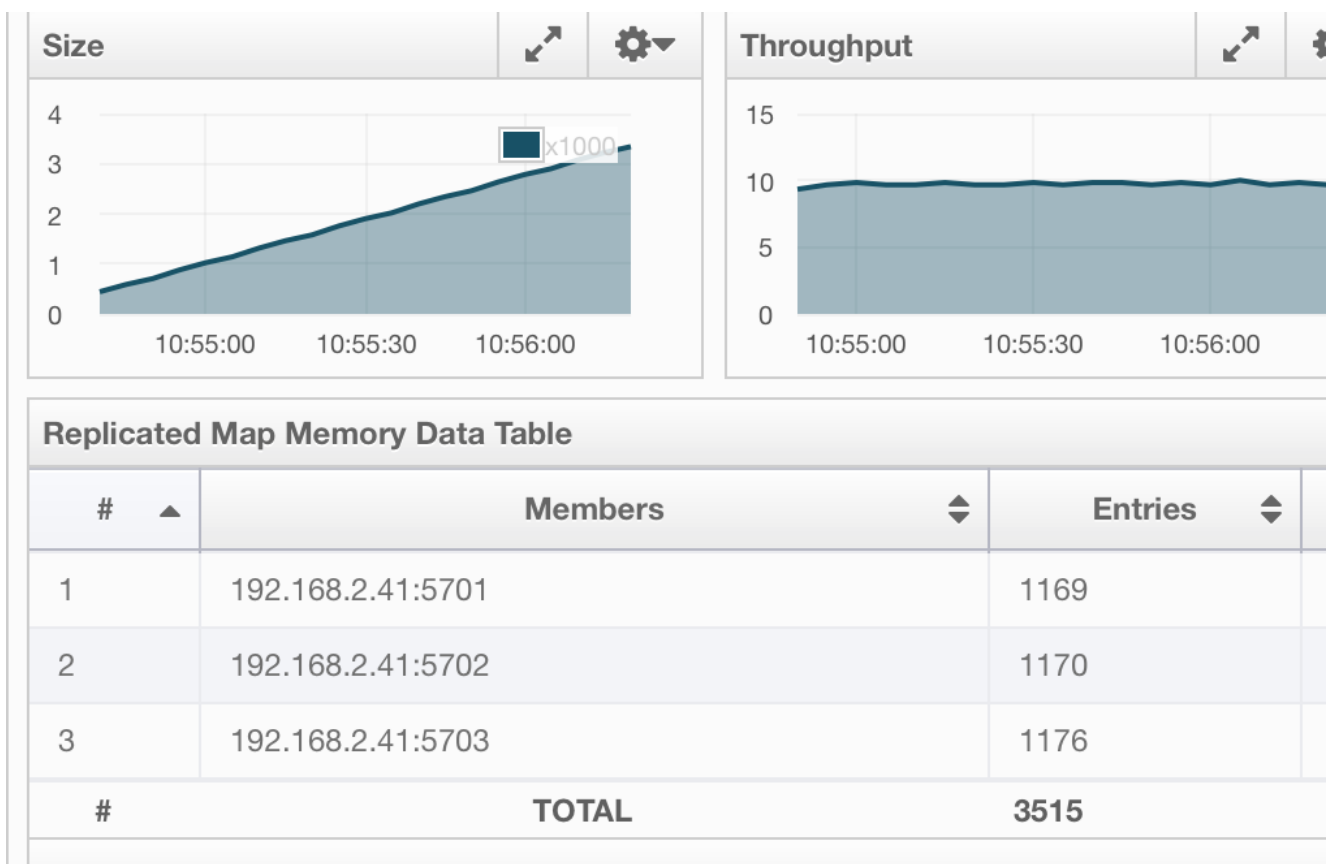 Size
Throughput
4
3
2
1
0
x1000
10:55:00 10:55:30 10:56:00
15
10
5
0
10:55:00 10:55:30 10:56:00
Replicated Map Memory Data Table
# Members Entries
1 192.168.2.41:5701 1169
2 192.168.2.41:5702 1170
3 192.168.2.41:5703 1176
# TOTAL 3515